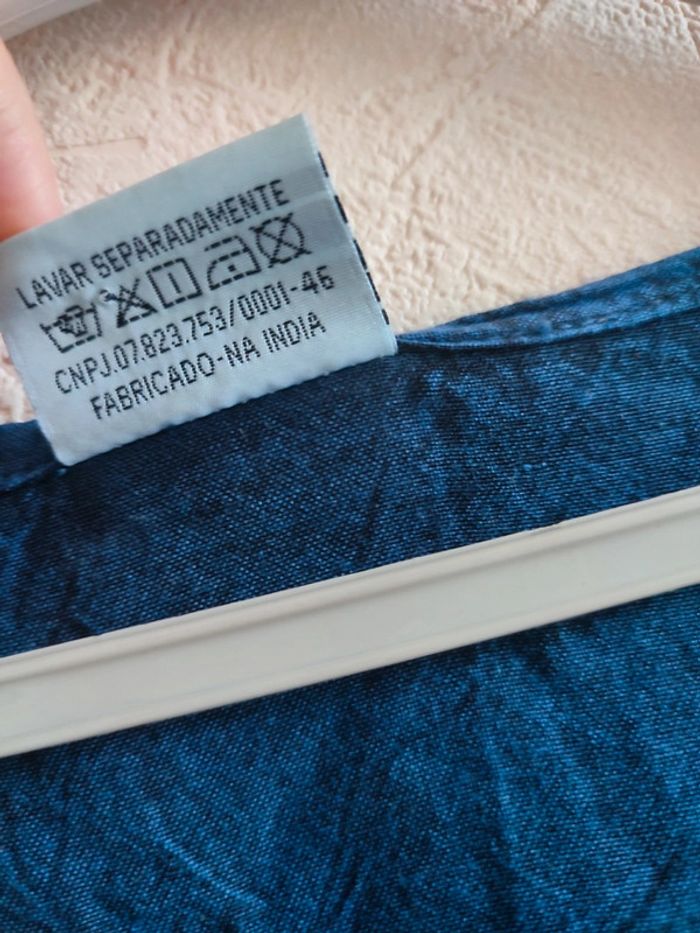 LAVAR SEPARADAMENTE
CNPJ.07.823.753/0001-46
FABRICADO-NA INDIA